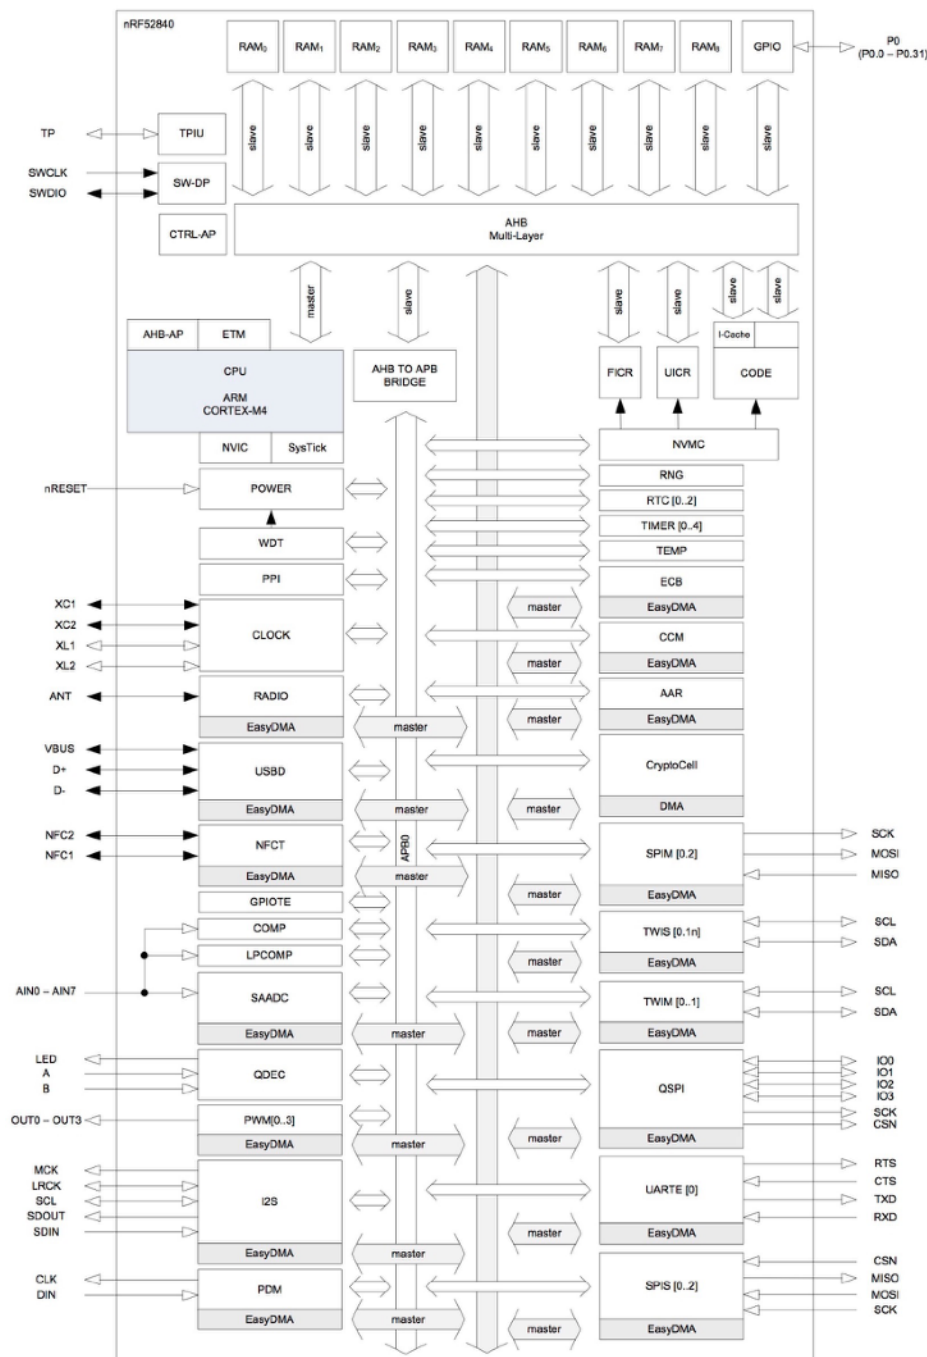 nRF52840
RAM0 RAM1 RAM2 RAM3 RAM4 RAM5 RAM6 RAM7 RAM8 GPIO
P0
(P0.0 – P0.31)
slave slave slave slave slave slave slave slave slave slave
TP
TPIU
SWCLK
SWDIO
SW-DP
CTRL-AP
AHB
Multi-Layer
master slave slave slave slave slave
AHB-AP ETM
CPU
ARM
CORTEX-M4
NVIC SysTick
AHB TO APB
BRIDGE
FICR UICR
I-Cache
CODE
NVMC
nRESET
POWER
WDT
PPI
XC1
XC2
XL1
XL2
CLOCK
ANT
RADIO
EasyDMA
master
VBUS
D+
D-
USBD
EasyDMA
master
NFC2
NFC1
NFCT
EasyDMA
master
APB0
GPIOTE
COMP
LPCOMP
AIN0 – AIN7
SAADC
EasyDMA
master
LED
A
B
QDEC
OUT0 – OUT3
PWM[0..3]
EasyDMA
master
MCK
LRCK
SCL
SDOUT
SDIN
I2S
EasyDMA
master
CLK
DIN
PDM
EasyDMA
master
RNG
RTC [0..2]
TIMER [0..4]
TEMP
ECB
master
EasyDMA
CCM
master
EasyDMA
AAR
master
EasyDMA
CryptoCell
master
DMA
SPIM [0.2]
SCK
MOSI
MISO
master
EasyDMA
TWIS [0.1n]
SCL
SDA
master
EasyDMA
TWIM [0..1]
SCL
SDA
master
EasyDMA
QSPI
IO0
IO1
IO2
IO3
SCK
CSN
master
EasyDMA
UARTE [0]
RTS
CTS
TXD
RXD
master
EasyDMA
SPIS [0..2]
CSN
MISO
MOSI
SCK
master
EasyDMA